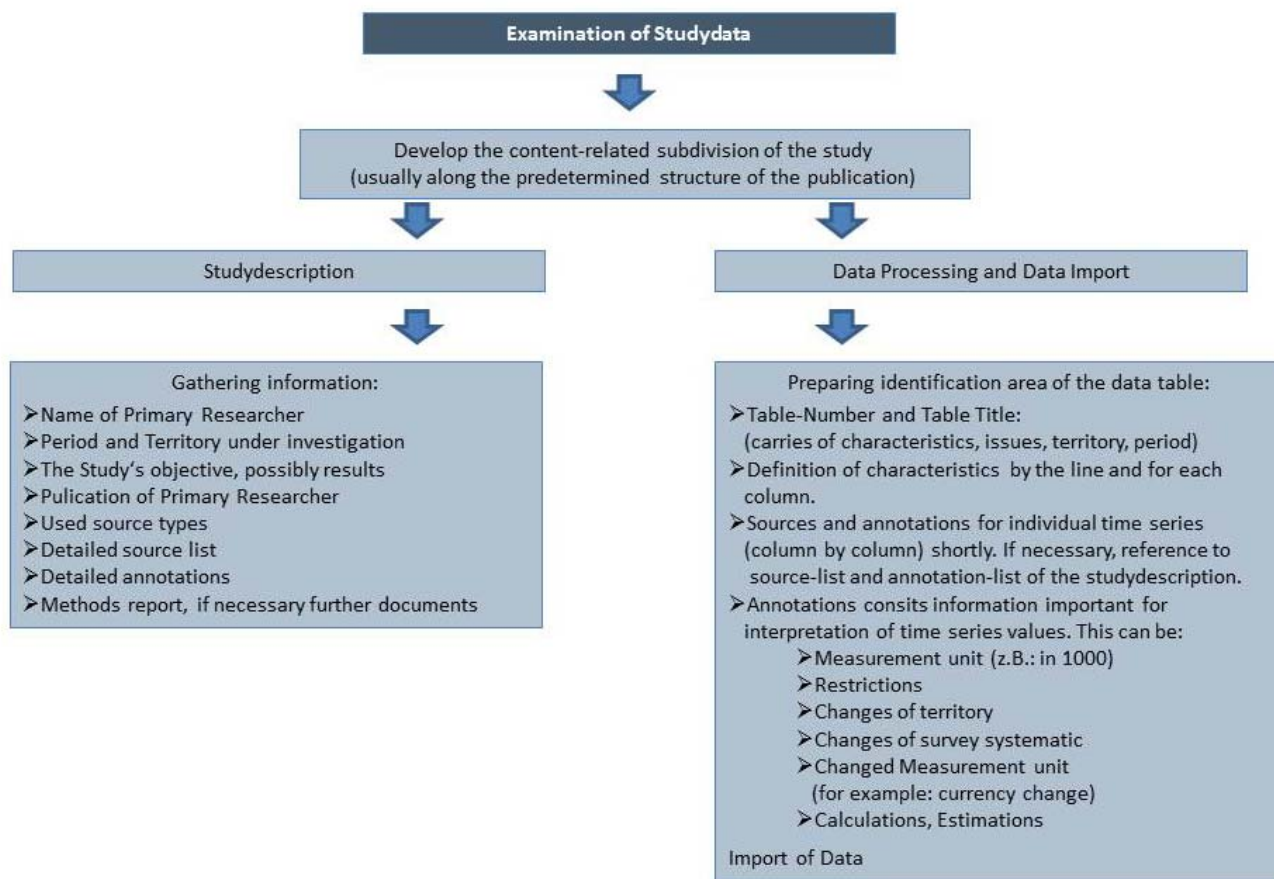 Examination of Studydata
Develop the content-related subdivision of the study
(usually along the predetermined structure of the publication)
Studydescription
Data Processing and Data Import
Gathering information:
➢Name of Primary Researcher
➢Period and Territory under investigation
➢The Study‘s objective, possibly results
➢Pulication of Primary Researcher
➢Used source types
➢Detailed source list
➢Detailed annotations
➢Methods report, if necessary further documents
Preparing identification area of the data table:
➢Table-Number and Table Title:
(carries of characteristics, issues, territory, period)
➢Definition of characteristics by the line and for each
column.
➢Sources and annotations for individual time series
(column by column) shortly. If necessary, reference to
source-list and annotation-list of the studydescription.
➢Annotations consits information important for
interpretation of time series values. This can be:
➢Measurement unit (z.B.: in 1000)
➢Restrictions
➢Changes of territory
➢Changes of survey systematic
➢Changed Measurement unit
(for example: currency change)
➢Calculations, Estimations
Import of Data